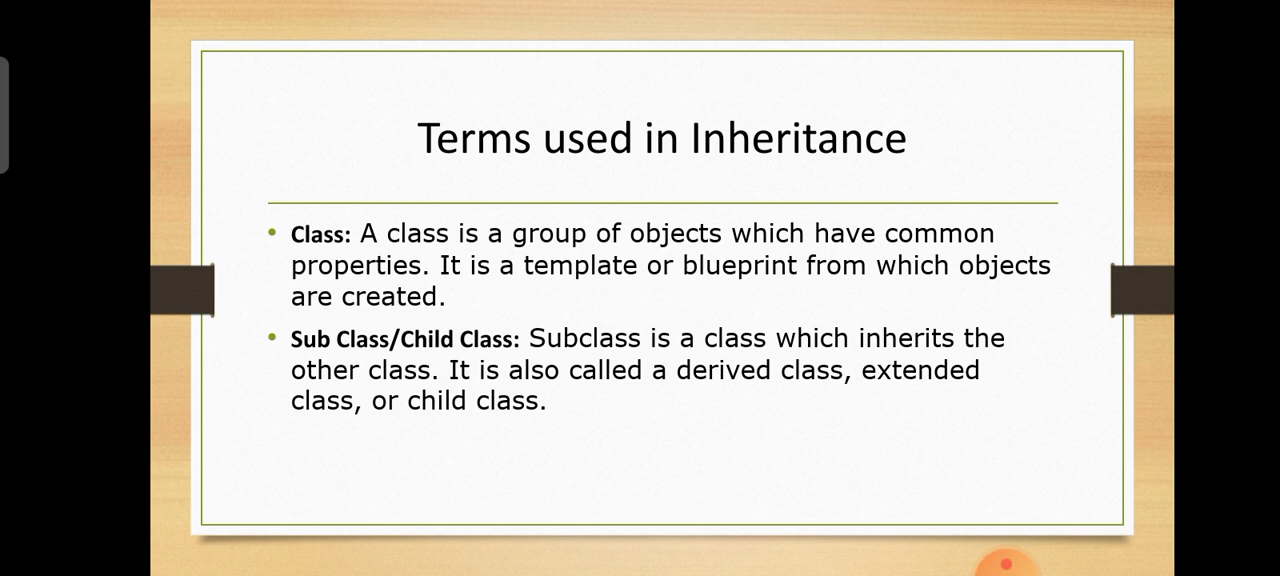 Terms used in Inheritance
• Class: A class is a group of objects which have common
properties. It is a template or blueprint from which objects
are created.
• Sub Class/Child Class: Subclass is a class which inherits the
other class. It is also called a derived class, extended
class, or child class.